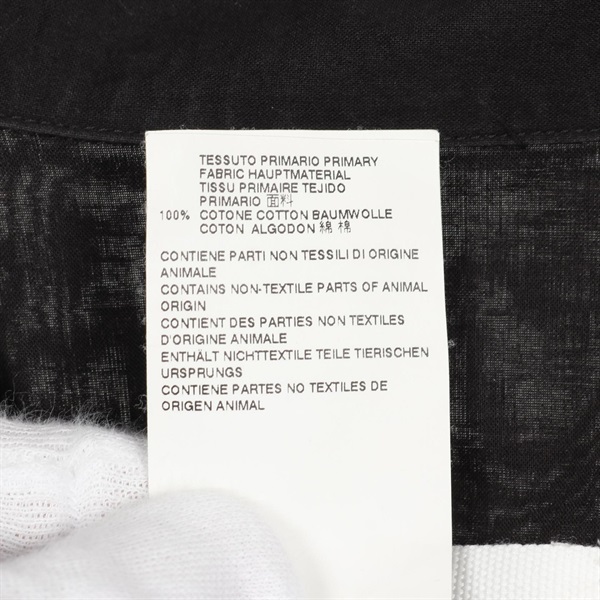 TESSUTO PRIMARIO PRIMARY
FABRIC HAUPTMATERIAL
TISSU PRIMAIRE TEJIDO
PRIMARIO 面料
100% COTONE COTTON BAUMWOLLE
COTON ALGODON 綿 棉
CONTIENE PARTI NON TESSILI DI ORIGINE
ANIMALE
CONTAINS NON-TEXTILE PARTS OF ANIMAL
ORIGIN
CONTIENT DES PARTIES NON TEXTILES
D'ORIGINE ANIMALE
ENTHÄLT NICHTTEXTILE TEILE TIERISCHEN
URSPRUNGS
CONTIENE PARTES NO TEXTILES DE
ORIGEN ANIMAL